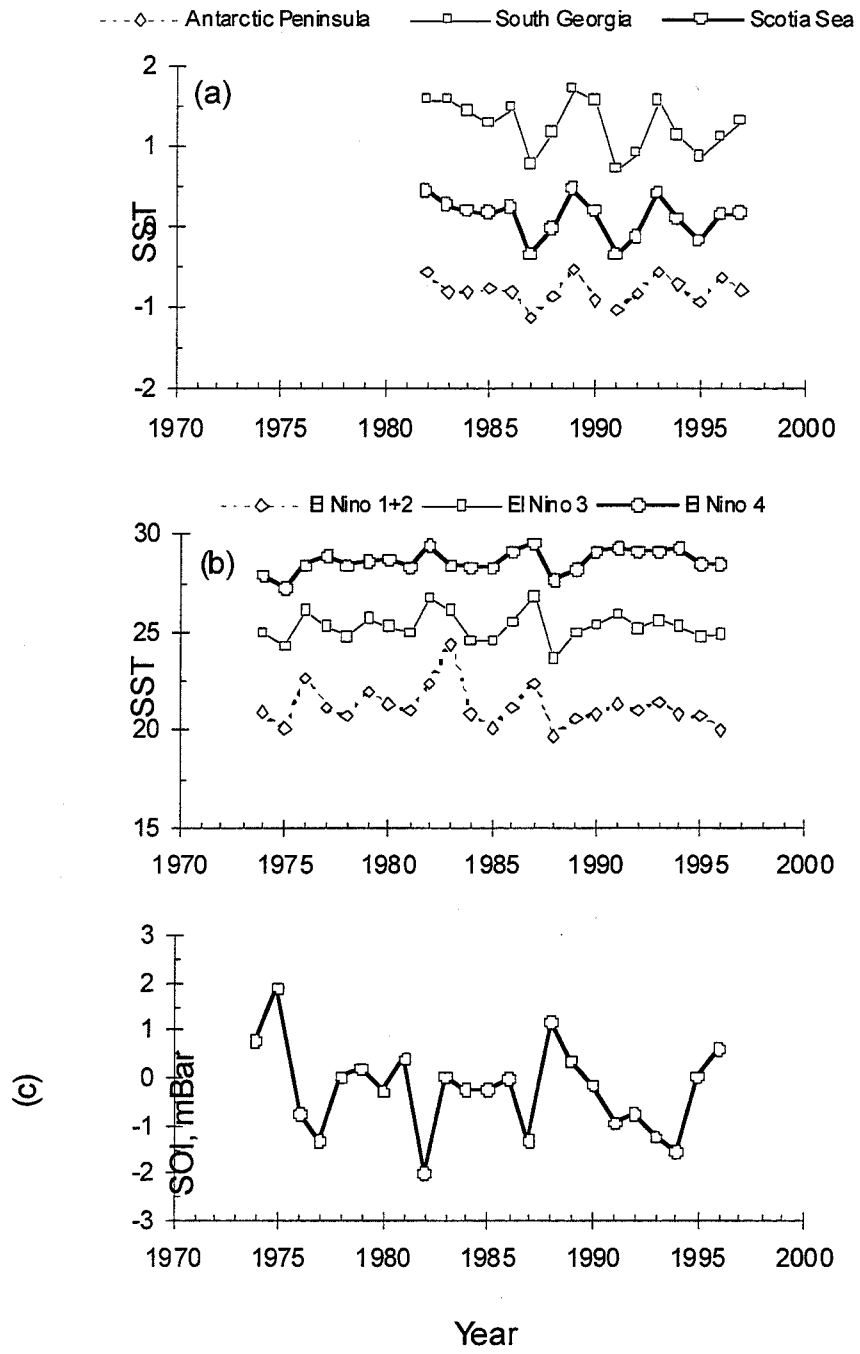 Antarctic Peninsula South Georgia Scotia Sea
(a)
2
1
0
-1
-2
SST
1970 1975 1980 1985 1990 1995 2000
El Nino 1+2 El Nino 3 El Nino 4
(b)
30
25
20
15
SST
1970 1975 1980 1985 1990 1995 2000
(c)
3
2
1
0
-1
-2
-3
SOI, mBar
1970 1975 1980 1985 1990 1995 2000
Year